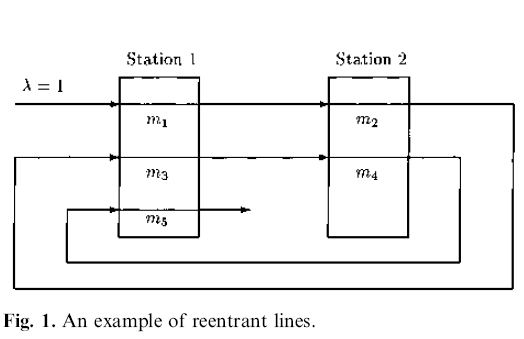 Station 1
Station 2
λ = 1
m₁
m₂
m₃
m₄
m₅
Fig. 1. An example of reentrant lines.